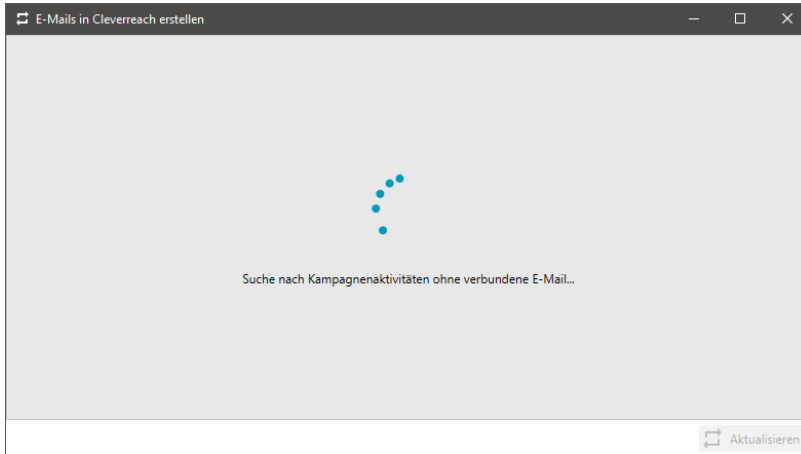 E-Mails in Cleverreach erstellen
Suche nach Kampagnenaktivitäten ohne verbundene E-Mail...
Aktualisieren